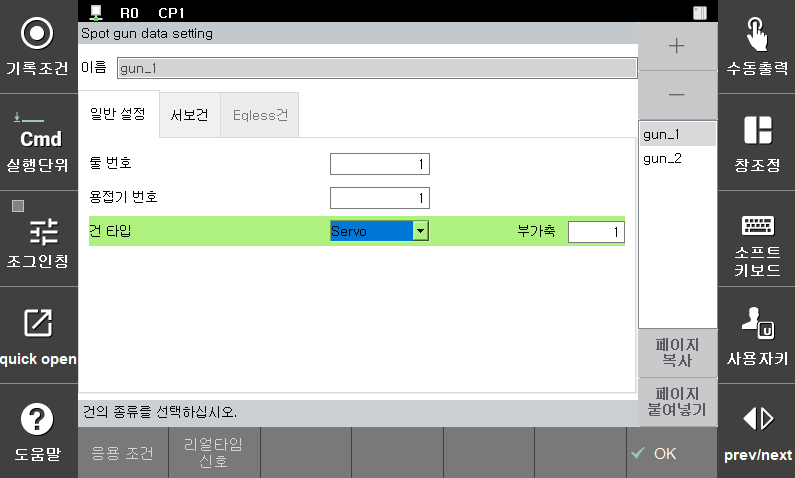 R0 CP1
Spot gun data setting
이름 gun_1
일반 설정 서보건 Eqless건
툴 번호 1
용접기 번호 1
건 타입 Servo 부가축 1
건의 종류를 선택하십시오.
기록조건
Cmd
실행단위
조그인칭
quick open
도움말
+
-
gun_1
gun_2
페이지
복사
페이지
붙여넣기
수동출력
창조정
소프트
키보드
U
사용자키
prev/next
응용 조건
리얼타임
신호
OK